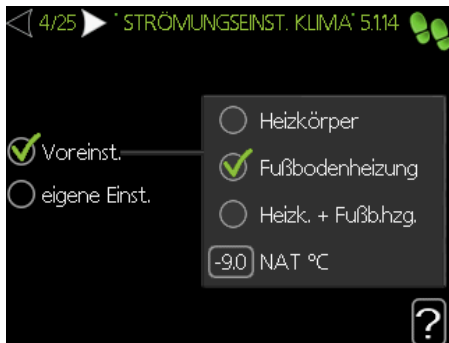 4/25 "STRÖMUNGSEINST. KLIMA" 5.1.14
Voreinst.
eigene Einst.
Heizkörper
Fußbodenheizung
Heizk. + Fußb.hzg.
-9.0 NAT °C
?